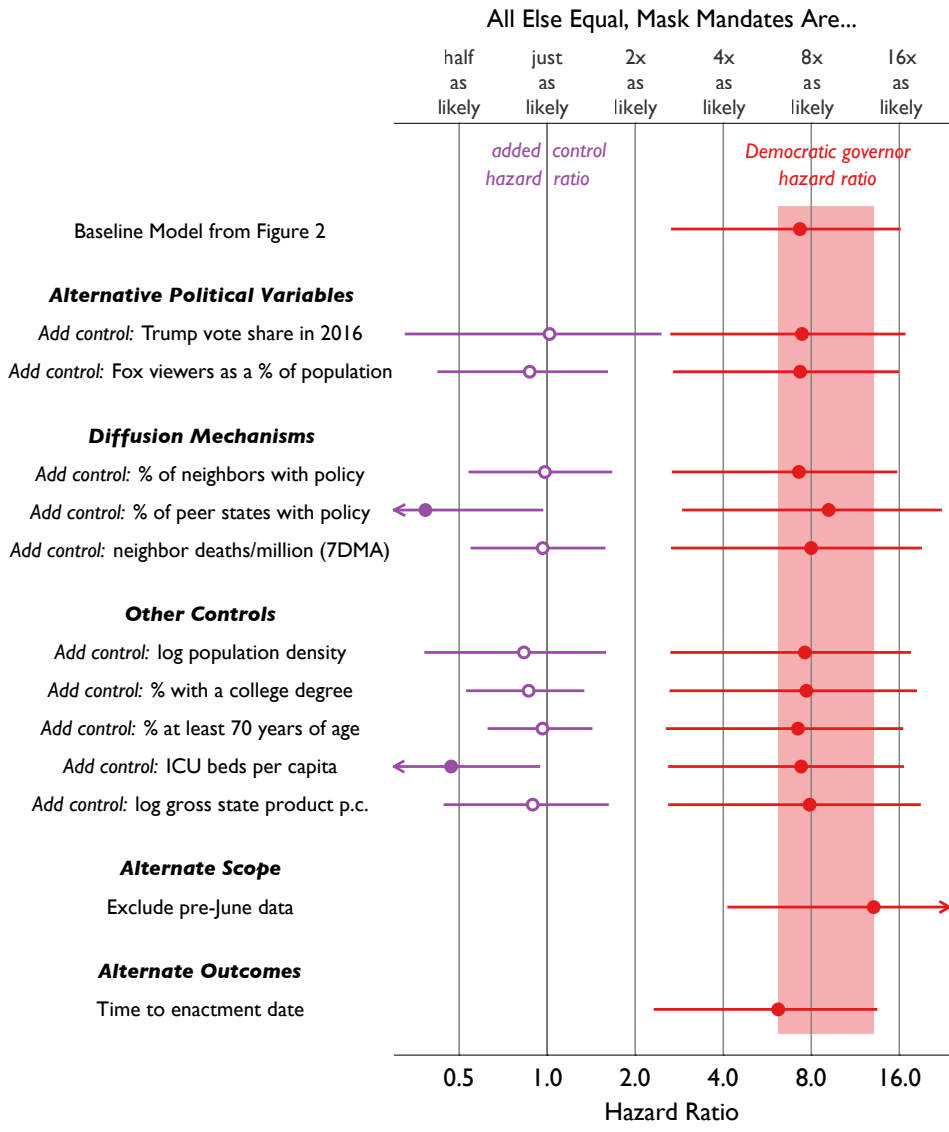 All Else Equal, Mask Mandates Are...
half as likely
just as likely
2x as likely
4x as likely
8x as likely
16x as likely
added control hazard ratio
Democratic governor hazard ratio
Baseline Model from Figure 2
Alternative Political Variables
Add control: Trump vote share in 2016
Add control: Fox viewers as a % of population
Diffusion Mechanisms
Add control: % of neighbors with policy
Add control: % of peer states with policy
Add control: neighbor deaths/million (7DMA)
Other Controls
Add control: log population density
Add control: % with a college degree
Add control: % at least 70 years of age
Add control: ICU beds per capita
Add control: log gross state product p.c.
Alternate Scope
Exclude pre-June data
Alternate Outcomes
Time to enactment date
0.5 1.0 2.0 4.0 8.0 16.0
Hazard Ratio